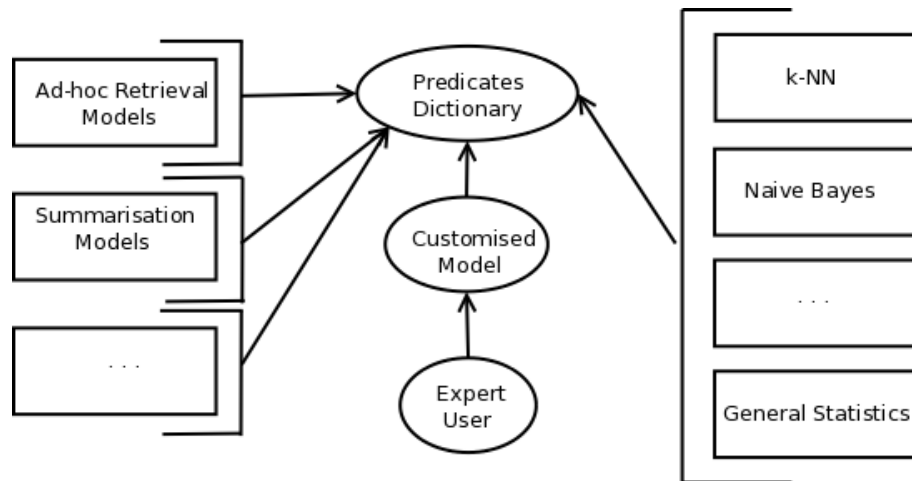 Ad-hoc Retrieval
Models
Summarisation
Models
. . .
Predicates
Dictionary
Customised
Model
Expert
User
k-NN
Naive Bayes
. . .
General Statistics